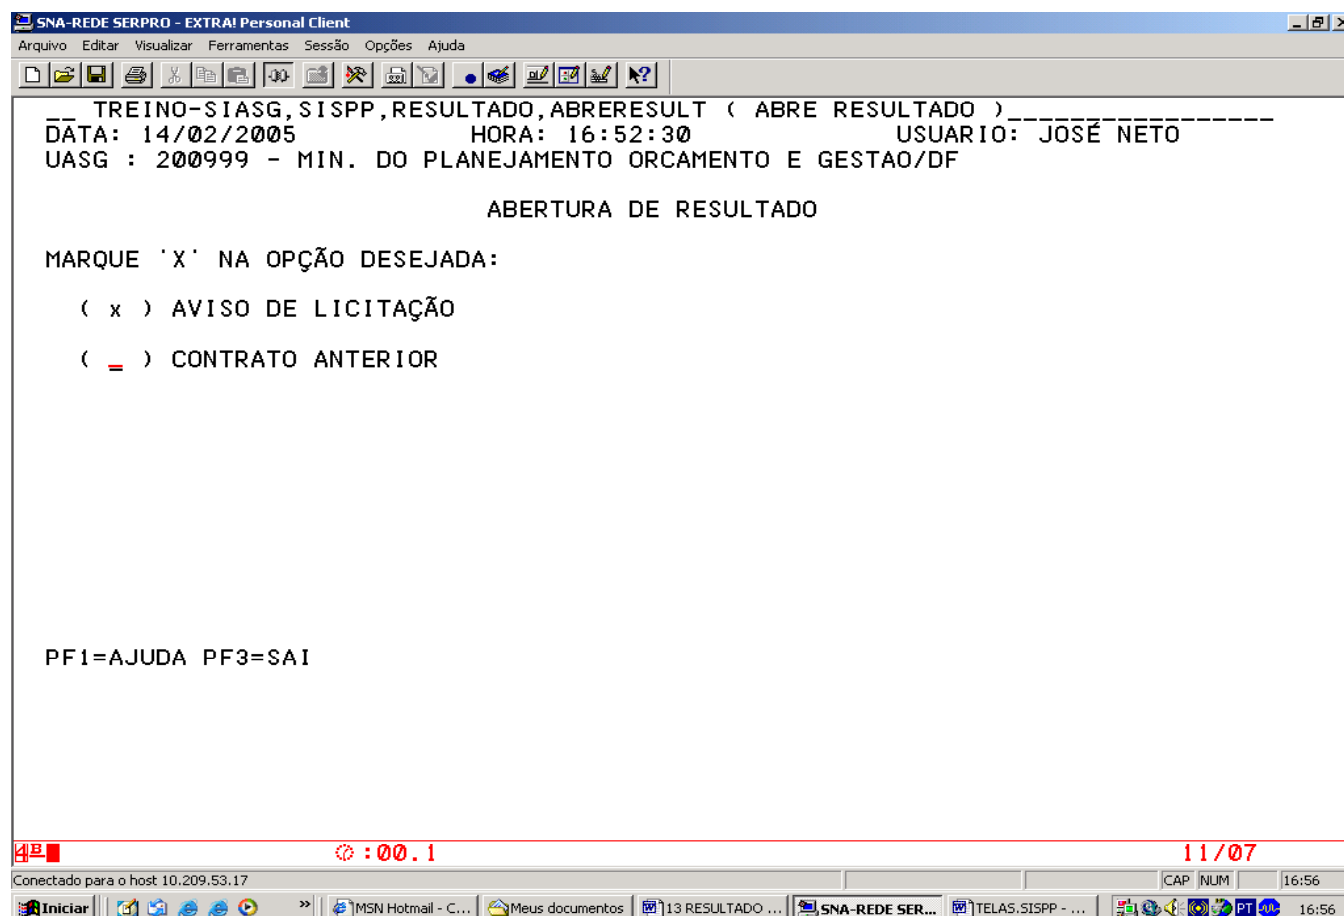 SNA-REDE SERPRO - EXTRA! Personal Client
Arquivo Editar Visualizar Ferramentas Sessão Opções Ajuda
__ TREINO-SIASG,SISPP,RESULTADO,ABRERESULT ( ABRE RESULTADO )_________________
DATA: 14/02/2005 HORA: 16:52:30 USUARIO: JOSÉ NETO
UASG : 200999 - MIN. DO PLANEJAMENTO ORCAMENTO E GESTAO/DF
ABERTURA DE RESULTADO
MARQUE 'X' NA OPÇÃO DESEJADA:
( x ) AVISO DE LICITAÇÃO
( _ ) CONTRATO ANTERIOR
PF1=AJUDA PF3=SAI
4B :00.1 11/07
Conectado para o host 10.209.53.17 CAP NUM 16:56
Iniciar » MSN Hotmail - C... Meus documentos 13 RESULTADO ... SNA-REDE SER... TELAS.SISPP - ... PT 16:56